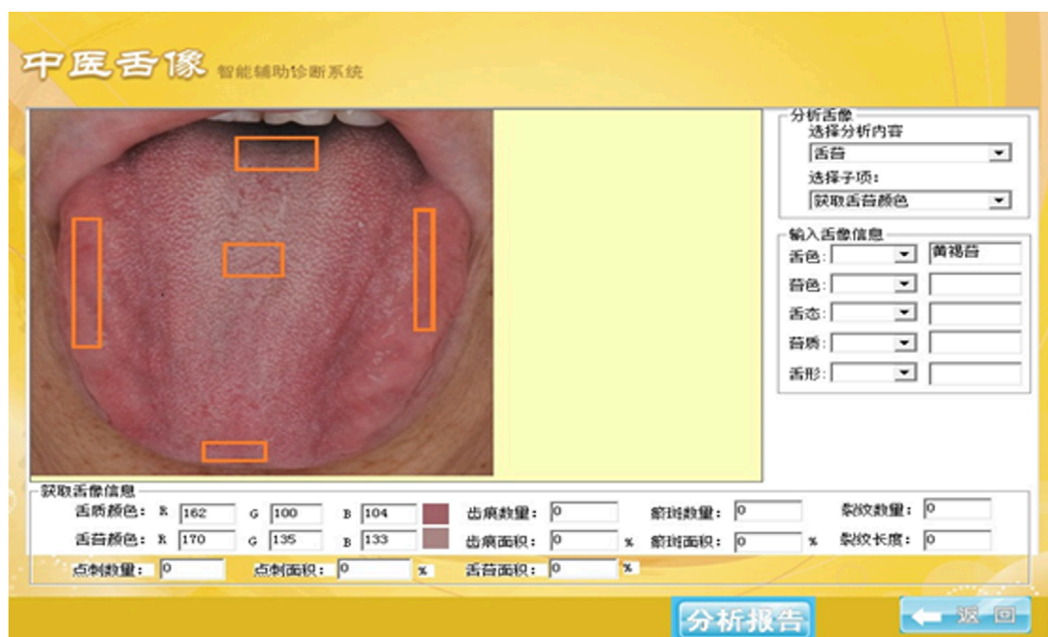 中医舌像 智能辅助诊断系统
分析舌像
选择分析内容
舌苔
选择子项：
获取舌苔颜色
输入舌像信息
舌色： 黄褐苔
苔色：
舌态：
苔质：
舌形：
获取舌像信息
舌质颜色： R 162 G 100 B 104 齿痕数量： 0 瘀斑数量： 0 裂纹数量： 0
舌苔颜色： R 170 G 135 B 133 齿痕面积： 0 % 瘀斑面积： 0 % 裂纹长度： 0
点刺数量： 0 点刺面积： 0 % 舌苔面积： 0 %
分析报告 返回